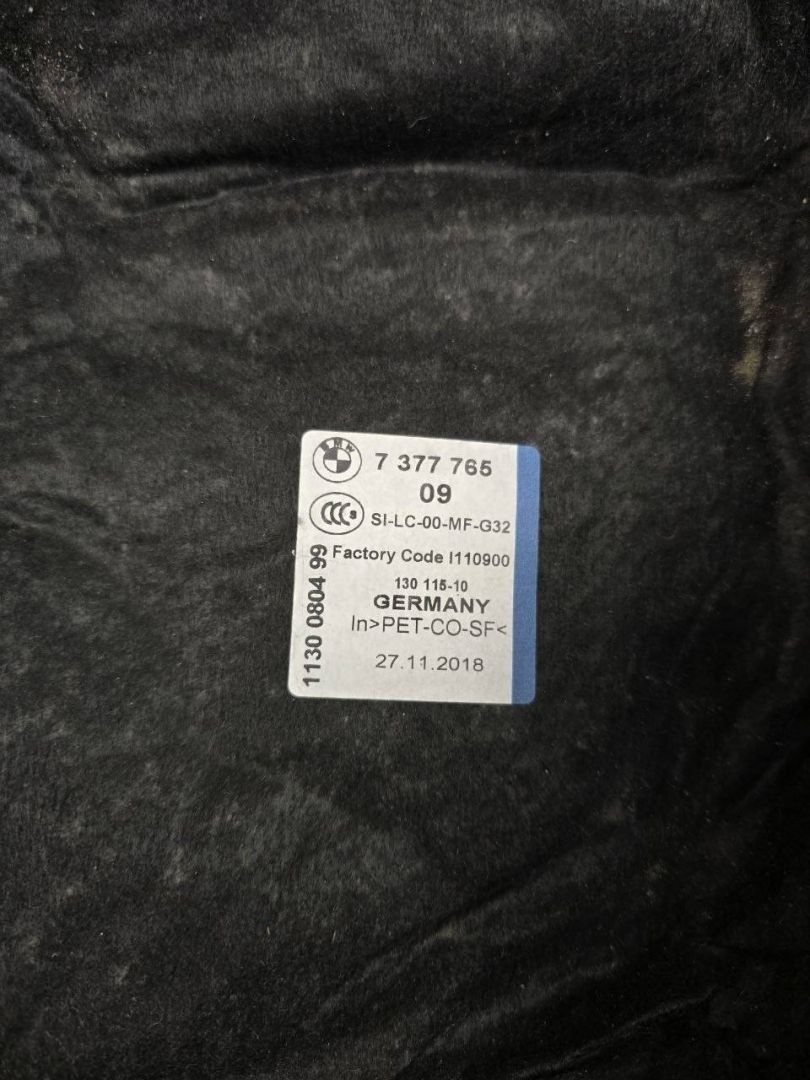 BMW
7 377 765
09
CCC S
SI-LC-00-MF-G32
Factory Code I110900
130 115-10
GERMANY
In>PET-CO-SF<
27.11.2018
1130 0804 99